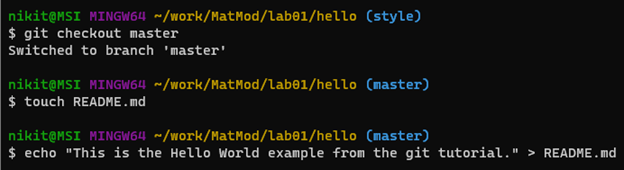 nikit@MSI MINGW64 ~/work/MatMod/lab01/hello (style)
$ git checkout master
Switched to branch 'master'
nikit@MSI MINGW64 ~/work/MatMod/lab01/hello (master)
$ touch README.md
nikit@MSI MINGW64 ~/work/MatMod/lab01/hello (master)
$ echo "This is the Hello World example from the git tutorial." > README.md